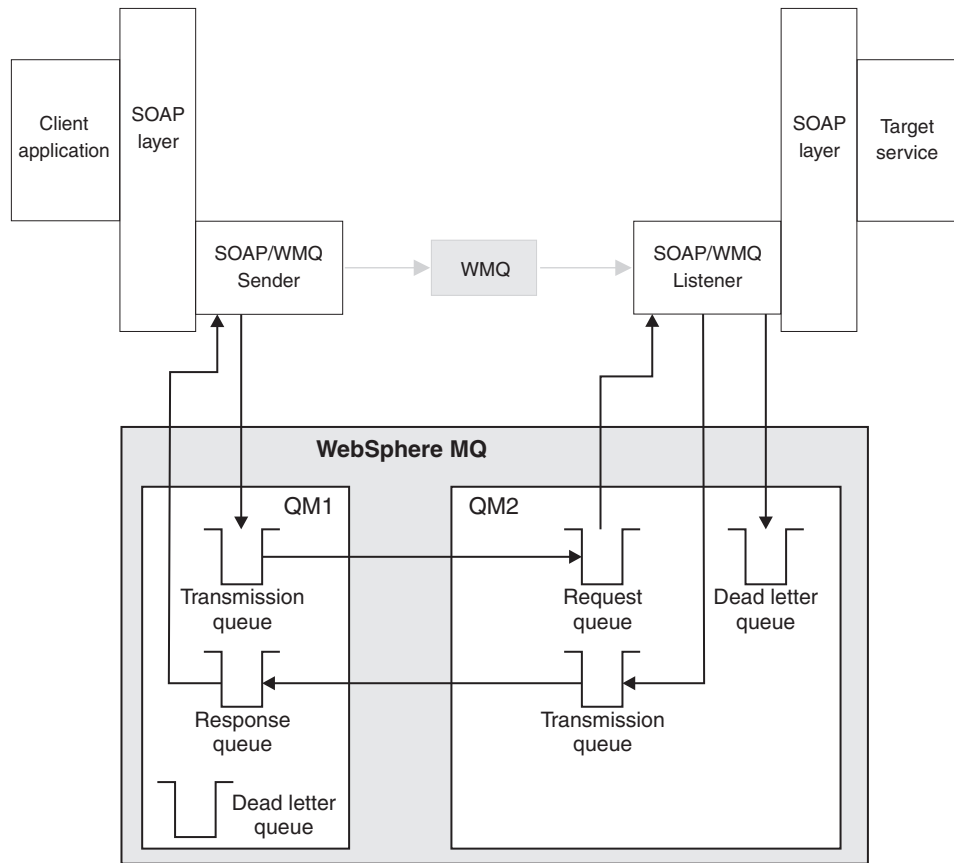 Client
application
SOAP
layer
SOAP
layer
Target
service
SOAP/WMQ
Sender
WMQ
SOAP/WMQ
Listener
WebSphere MQ
QM1
QM2
Transmission
queue
Request
queue
Dead letter
queue
Response
queue
Transmission
queue
Dead letter
queue